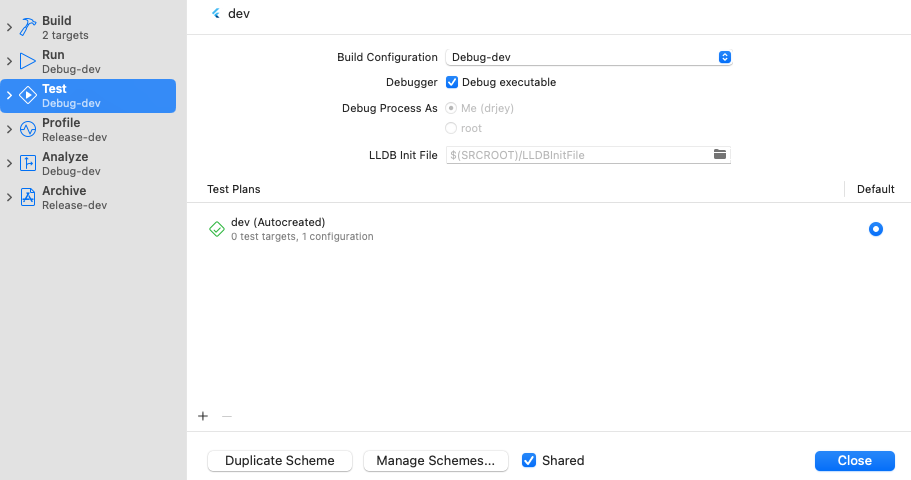 dev
Build
2 targets
Run
Debug-dev
Test
Debug-dev
Profile
Release-dev
Analyze
Debug-dev
Archive
Release-dev
Build Configuration Debug-dev
Debugger Debug executable
Debug Process As Me (drjey)
root
LLDB Init File $(SRCROOT)/LLDBInitFile
Test Plans Default
dev (Autocreated)
0 test targets, 1 configuration
Duplicate Scheme Manage Schemes... Shared Close